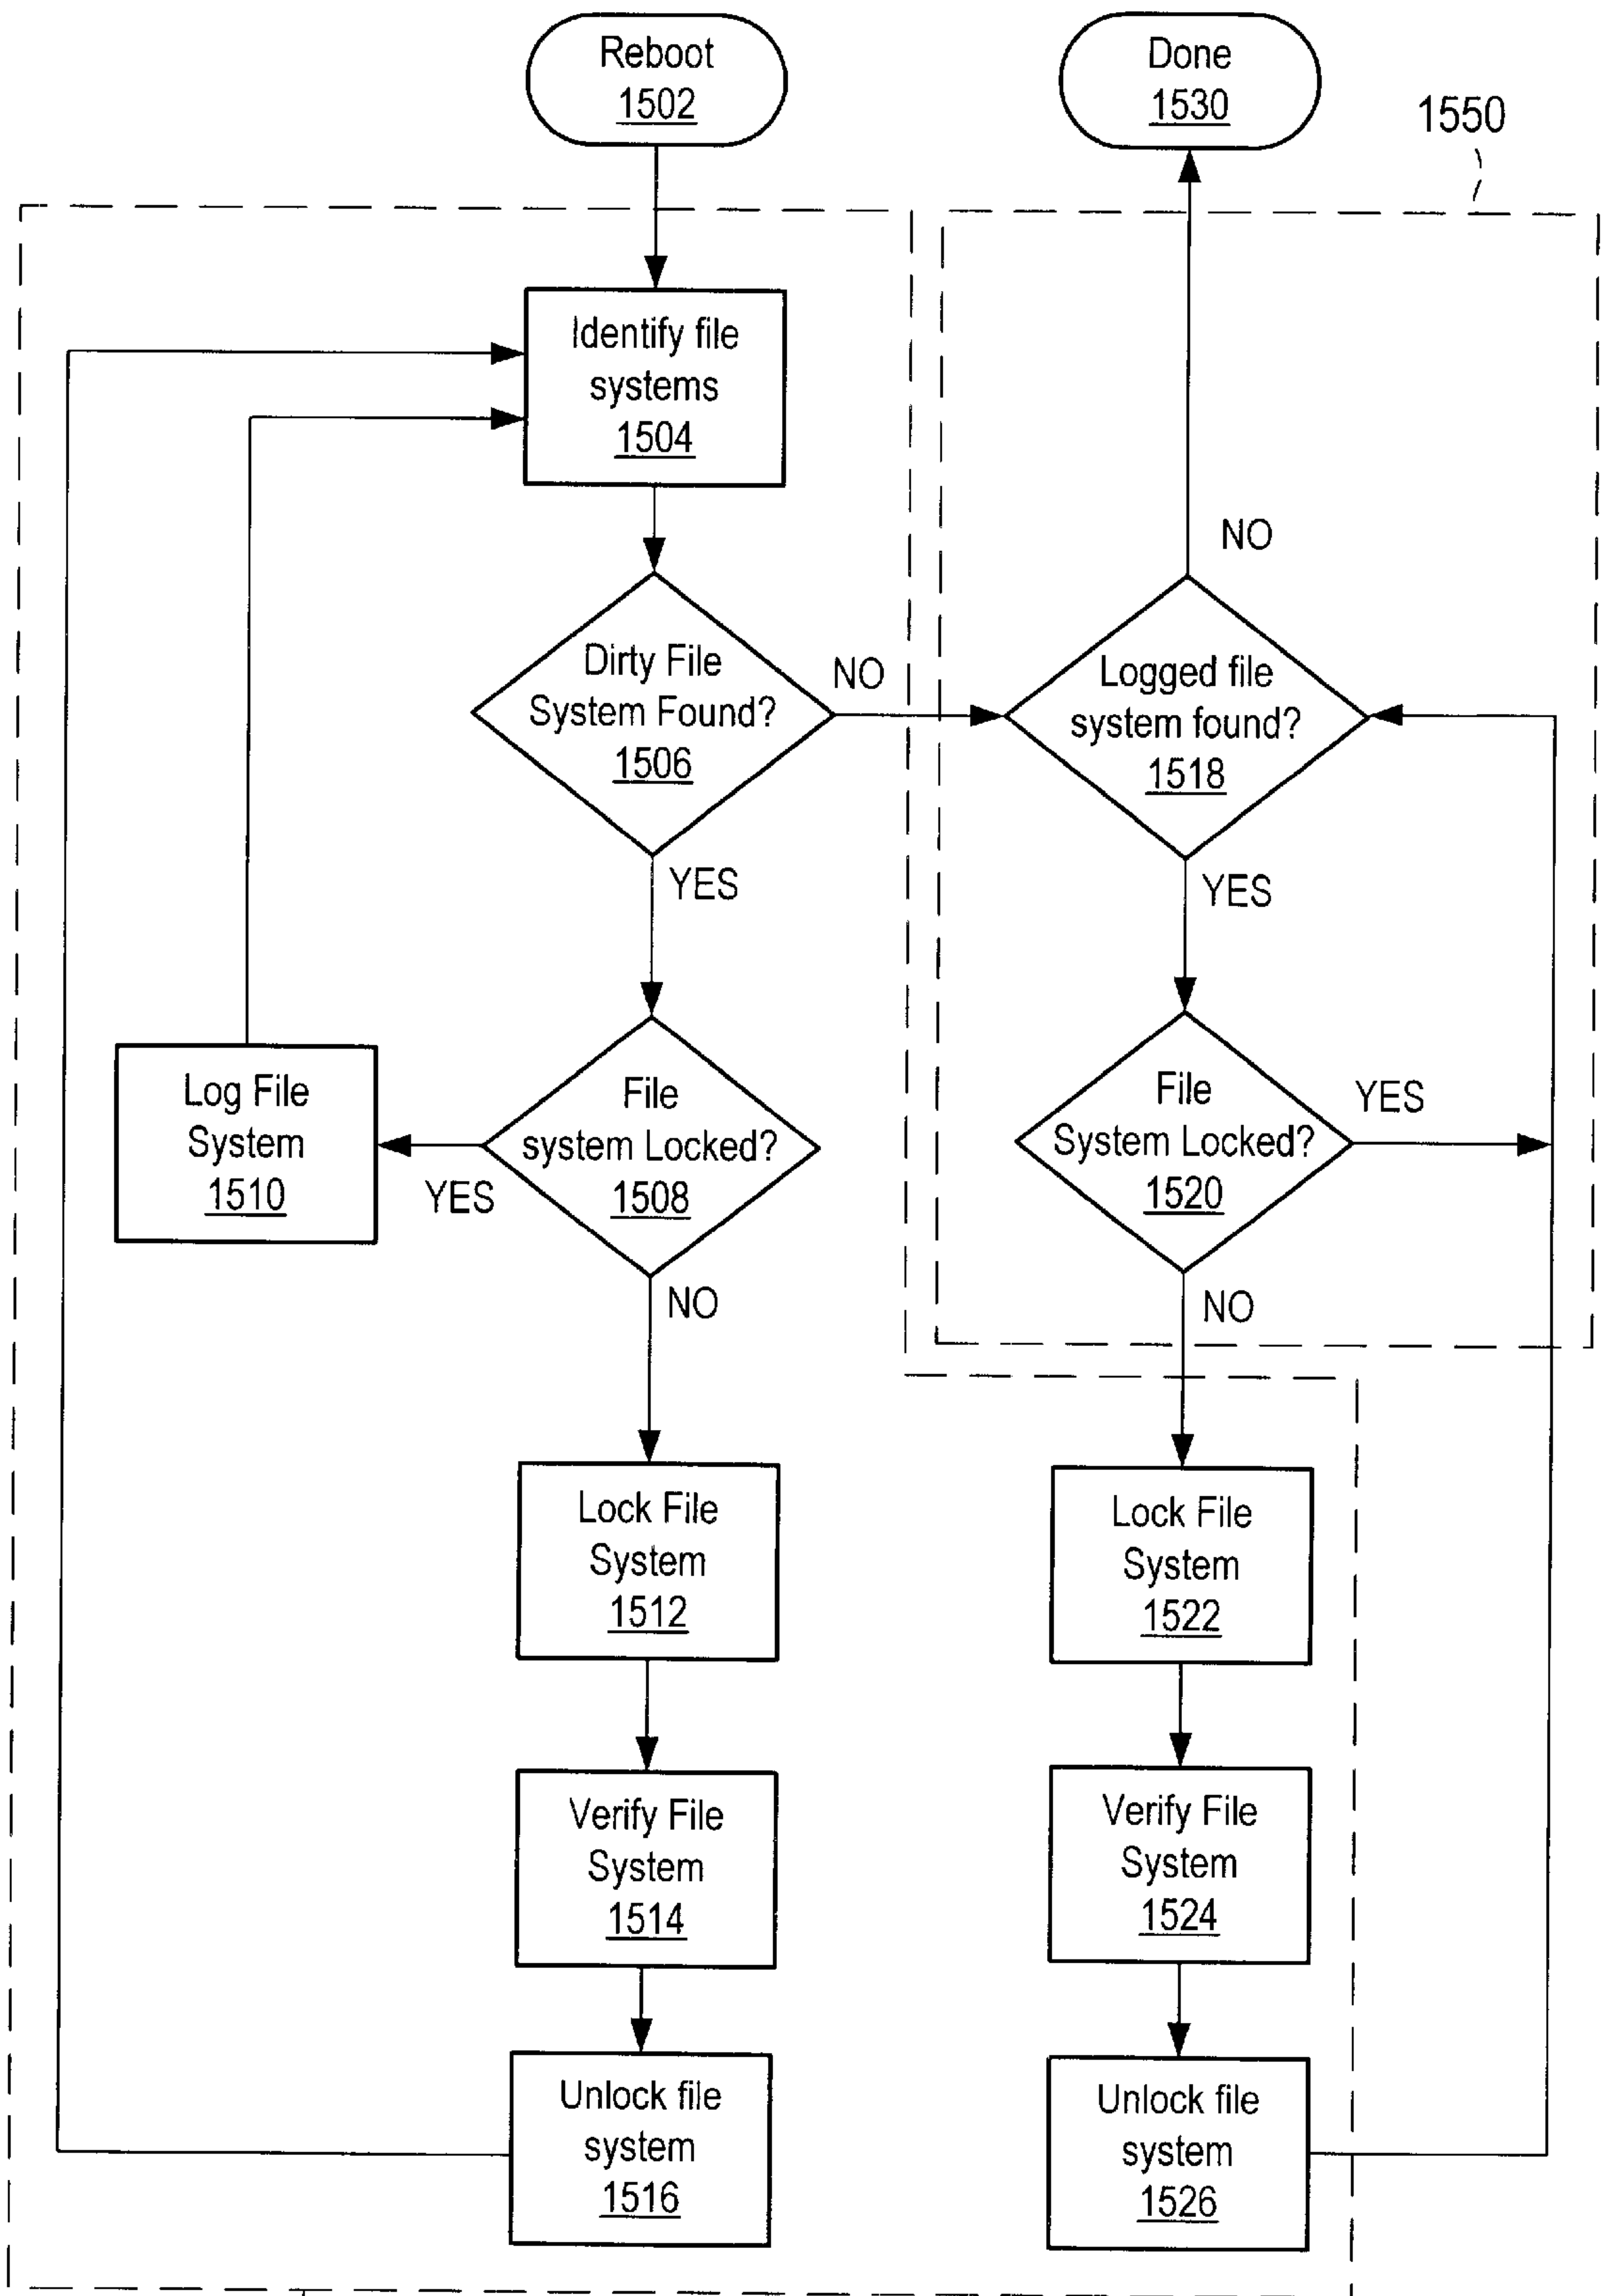 Reboot
1502
Done
1530
1550
Identify file
systems
1504
NO
Dirty File
System Found?
1506
NO
Logged file
system found?
1518
YES
YES
Log File
System
1510
YES
File
system Locked?
1508
File
System Locked?
1520
YES
NO
NO
Lock File
System
1512
Lock File
System
1522
Verify File
System
1514
Verify File
System
1524
Unlock file
system
1516
Unlock file
system
1526